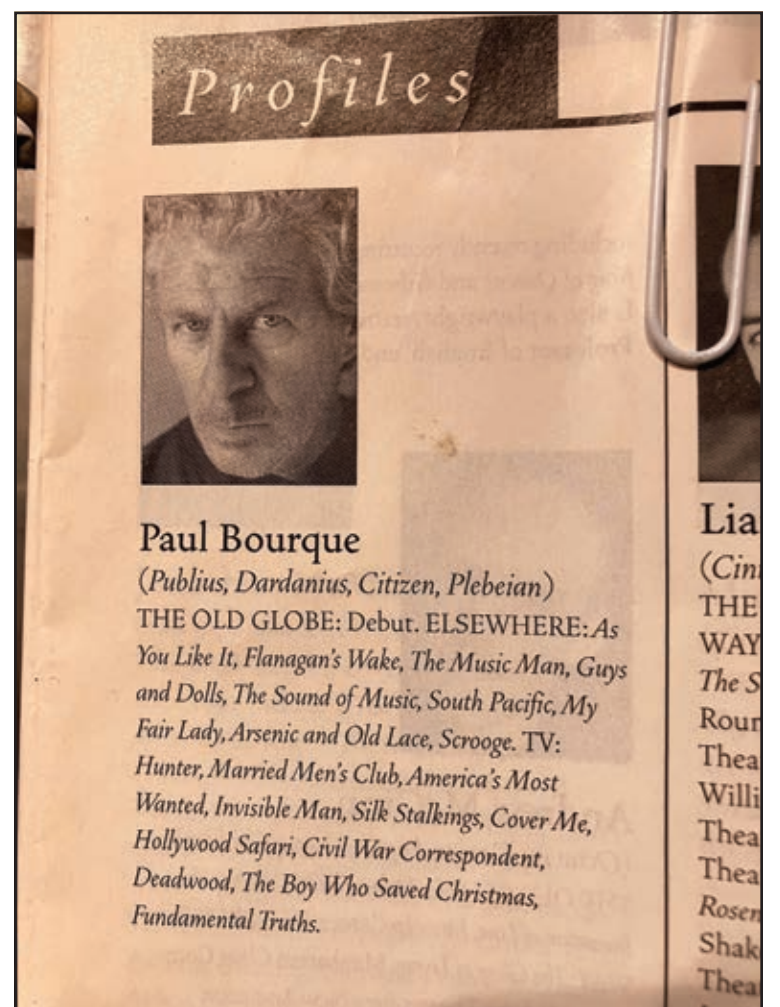 Profiles
Paul Bourque
(Publius, Dardanius, Citizen, Plebeian)
THE OLD GLOBE: Debut. ELSEWHERE: As
You Like It, Flanagan's Wake, The Music Man, Guys
and Dolls, The Sound of Music, South Pacific, My
Fair Lady, Arsenic and Old Lace, Scrooge. TV:
Hunter, Married Men's Club, America's Most
Wanted, Invisible Man, Silk Stalkings, Cover Me,
Hollywood Safari, Civil War Correspondent,
Deadwood, The Boy Who Saved Christmas,
Fundamental Truths.
Lia
(Cin
THE
WAY
The S
Roun
Thea
Willi
Thea
Thea
Rosen
Shak
Thea